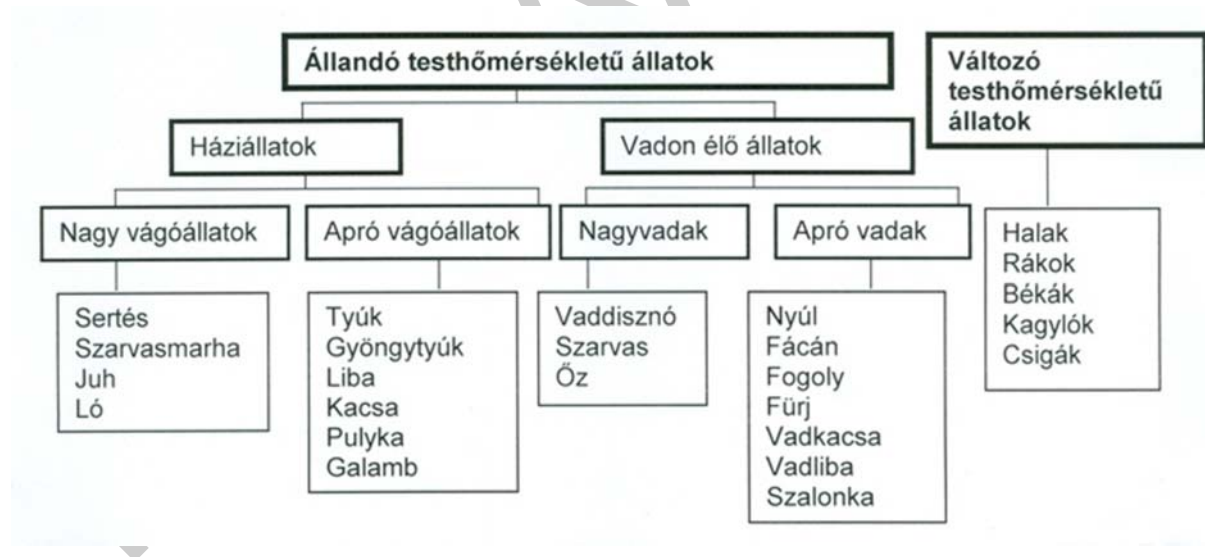 Állandó testhőmérsékletű állatok
Változó
testhőmérsékletű
állatok
Háziállatok
Vadon élő állatok
Nagy vágóállatok
Apró vágóállatok
Nagyvadak
Apró vadak
Sertés
Szarvasmarha
Juh
Ló
Tyúk
Gyöngytyúk
Liba
Kacsa
Pulyka
Galamb
Vaddisznó
Szarvas
Őz
Nyúl
Fácán
Fogoly
Fürj
Vadkacsa
Vadliba
Szalonka
Halak
Rákok
Békák
Kagylók
Csigák